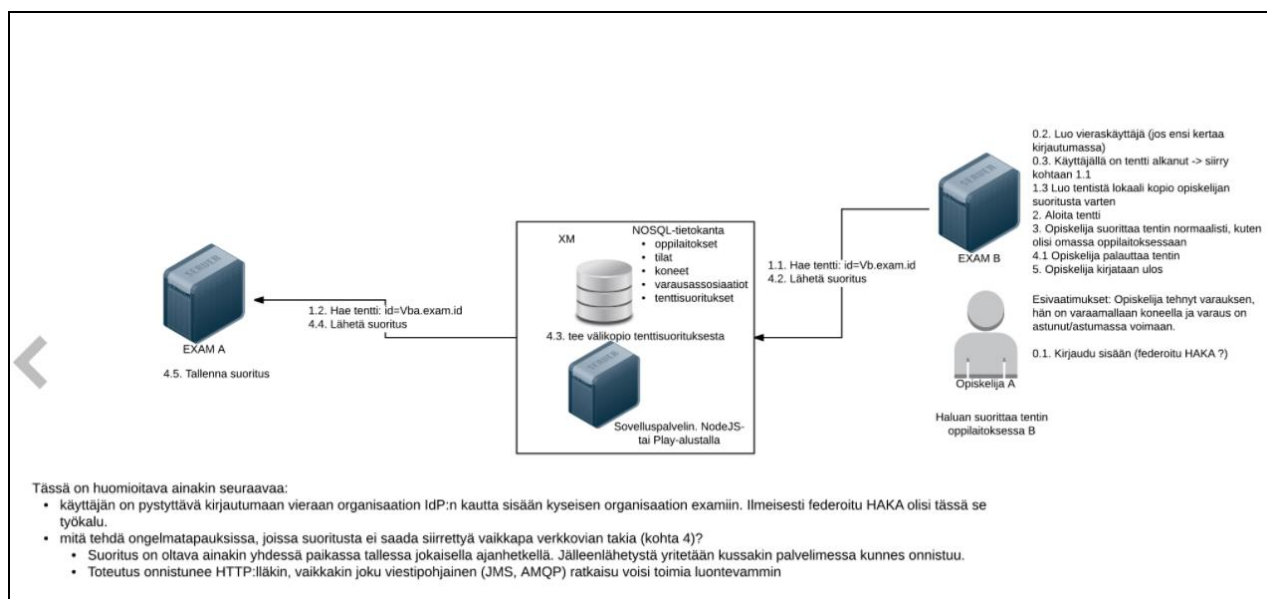 0.2. Luo vieraskäyttäjä (jos ensi kertaa
kirjautumassa)
0.3. Käyttäjällä on tentti alkanut -> siirry
kohtaan 1.1
1.3 Luo tentistä lokaali kopio opiskelijan
suoritusta varten
2. Aloita tentti
3. Opiskelija suorittaa tentin normaalisti, kuten
olisi omassa oppilaitoksessaan
4.1 Opiskelija palauttaa tentin
5. Opiskelija kirjataan ulos
SERVER
EXAM B
XM
NOSQL-tietokanta
• oppilaitokset
• tilat
• koneet
• varausassosiaatiot
• tenttisuoritukset
1.1. Hae tentti: id=Vb.exam.id
4.2. Lähetä suoritus
SERVER
EXAM A
1.2. Hae tentti: id=Vba.exam.id
4.4. Lähetä suoritus
4.5. Tallenna suoritus
4.3. tee välikopio tenttisuorituksesta
SERVER
Sovelluspalvelin. NodeJS-
tai Play-alustalla
Esivaatimukset: Opiskelija tehnyt varauksen,
hän on varaamallaan koneella ja varaus on
astunut/astumassa voimaan.
0.1. Kirjaudu sisään (federoitu HAKA ?)
Opiskelija A
Haluan suorittaa tentin
oppilaitoksessa B
Tässä on huomioitava ainakin seuraavaa:
• käyttäjän on pystyttävä kirjautumaan vieraan organisaation IdP:n kautta sisään kyseisen organisaation examiin. Ilmeisesti federoitu HAKA olisi tässä se
työkalu.
• mitä tehdä ongelmatapauksissa, joissa suoritusta ei saada siirrettyä vaikkapa verkkovian takia (kohta 4)?
• Suoritus on oltava ainakin yhdessä paikassa tallessa jokaisella ajanhetkellä. Jälleenlähetystä yritetään kussakin palvelimessa kunnes onnistuu.
• Toteutus onnistunee HTTP:lläkin, vaikkakin joku viestipohjainen (JMS, AMQP) ratkaisu voisi toimia luontevammin